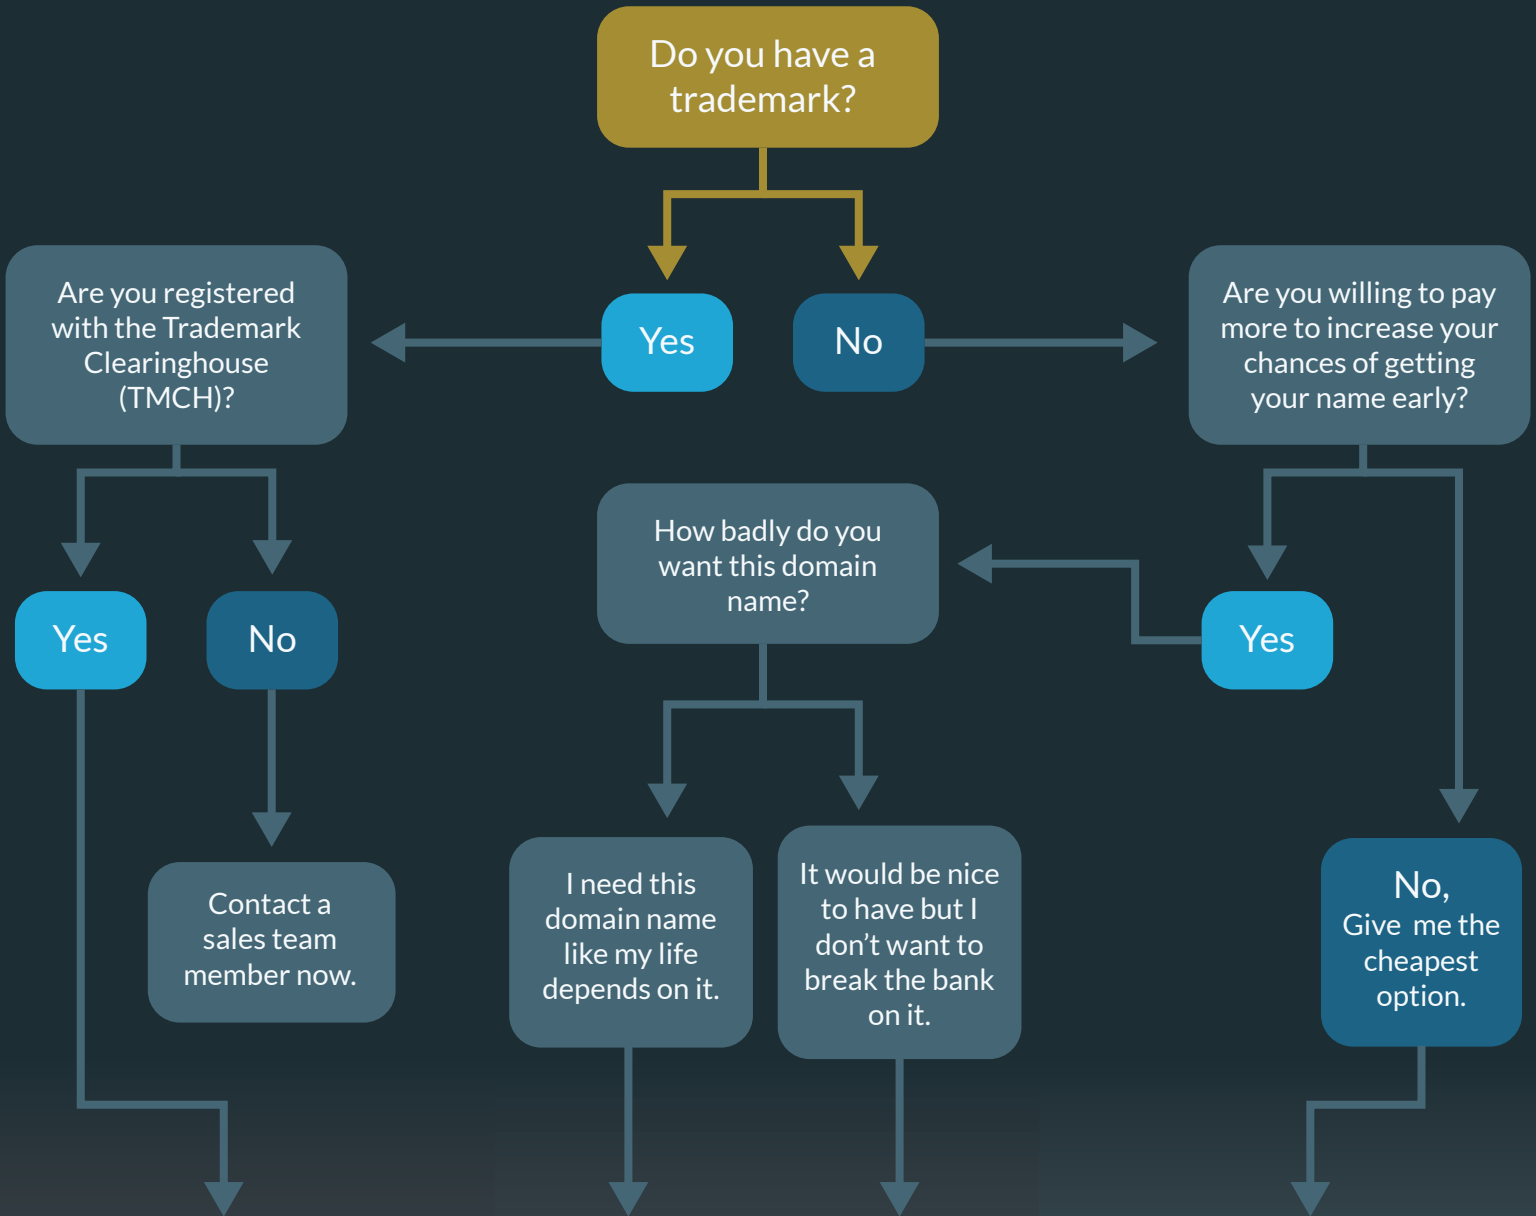 Do you have a
trademark?
Are you registered
with the Trademark
Clearinghouse
(TMCH)?
Yes
No
Are you willing to pay
more to increase your
chances of getting
your name early?
How badly do you
want this domain
name?
Yes
No
Yes
Contact a
sales team
member now.
I need this
domain name
like my life
depends on it.
It would be nice
to have but I
don’t want to
break the bank
on it.
No,
Give  me the
cheapest
option.